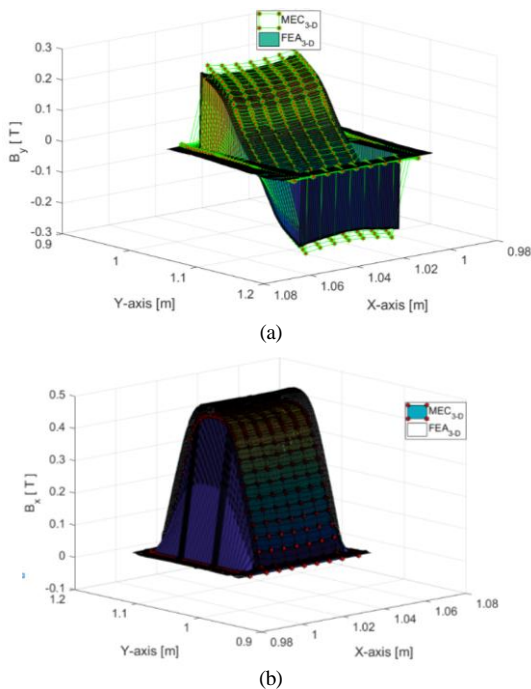 MEC3-D
FEA3-D
0.3
0.2
0.1
0
-0.1
-0.2
-0.3
By [ T ]
0.9
1
1.1
1.2
Y-axis [m]
1.08
1.06
1.04
1.02
1
0.98
X-axis [m]
(a)
MEC3-D
FEA3-D
0.5
0.4
0.3
0.2
0.1
0
-0.1
Bx [ T ]
1.2
1.1
1
0.9
Y-axis [m]
0.98
1
1.02
1.04
1.06
1.08
X-axis [m]
(b)